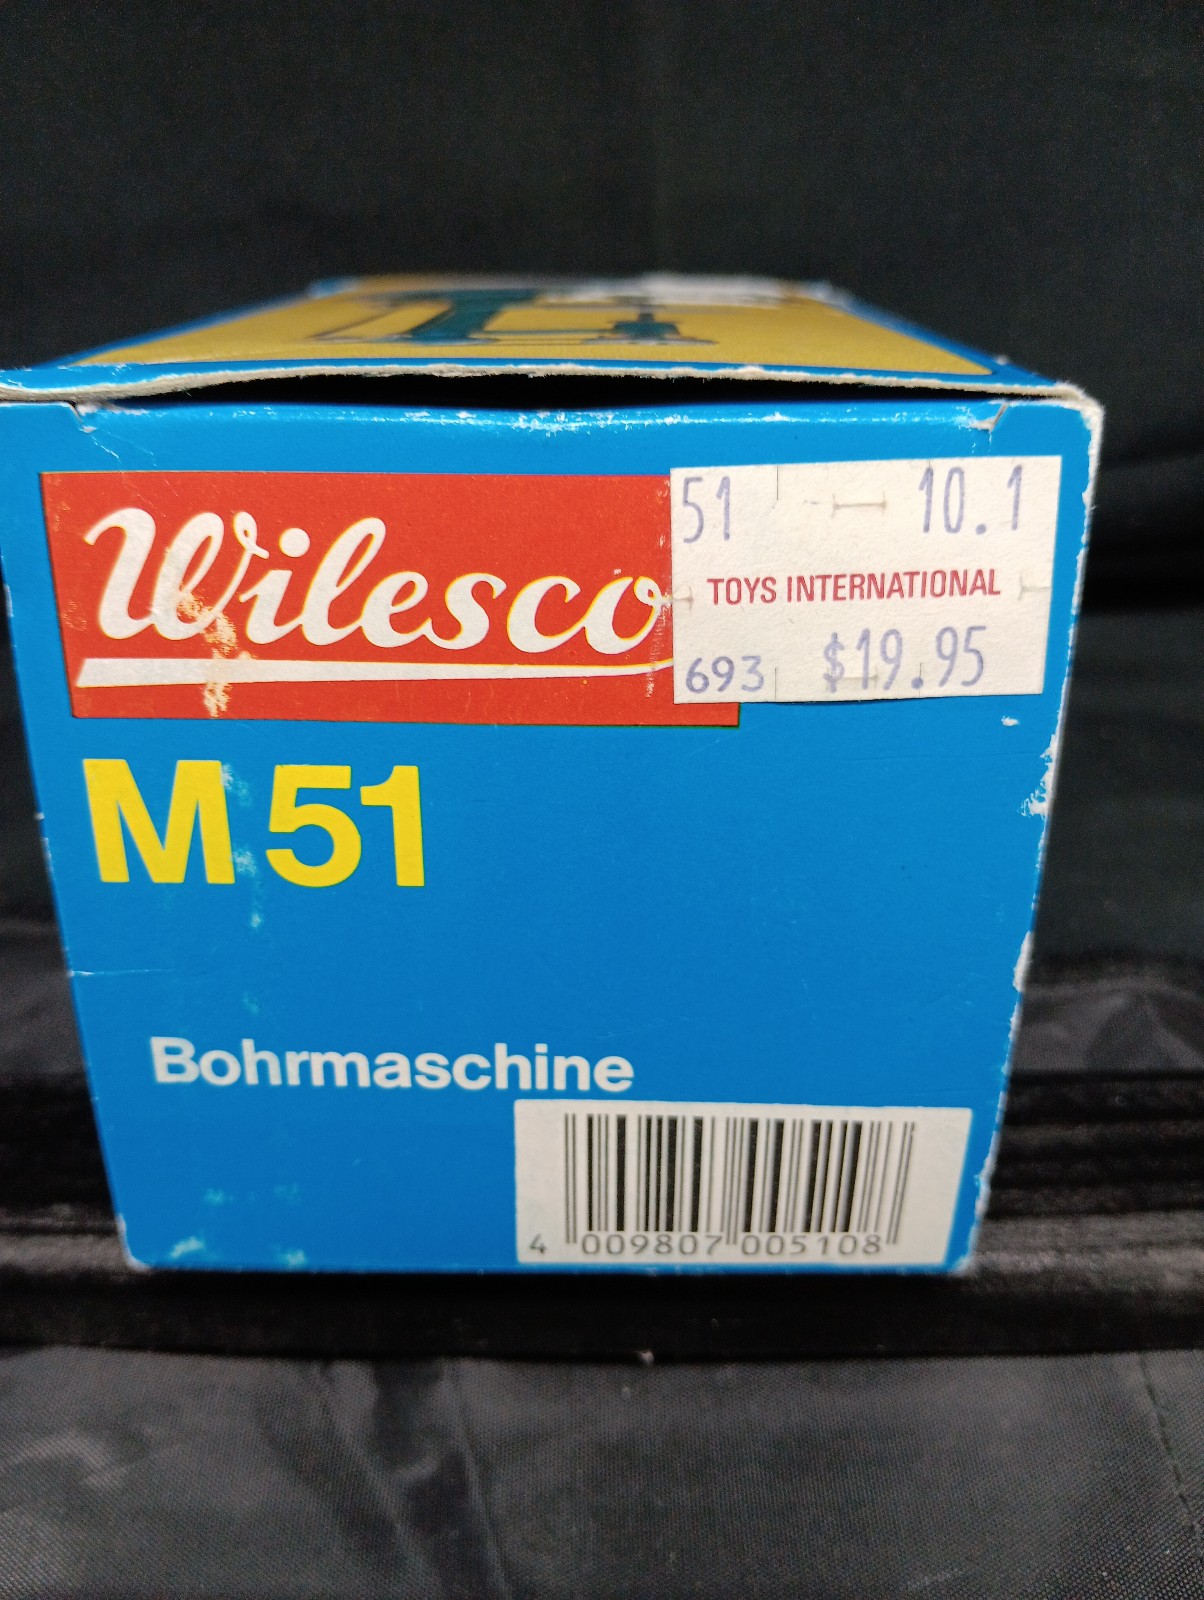 Wilesco
51 - 10.1
TOYS INTERNATIONAL
693 $19.95
M 51
Bohrmaschine
4 009807 005108